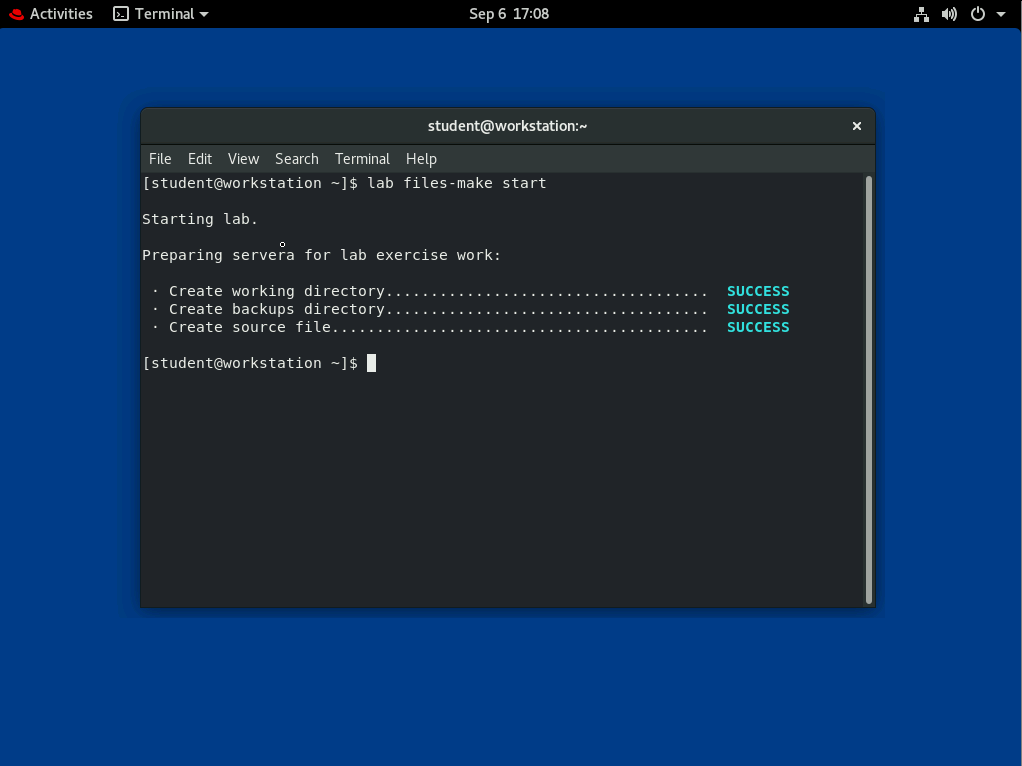 Activities Terminal Sep 6 17:08
student@workstation:~
File Edit View Search Terminal Help
[student@workstation ~]$ lab files-make start
Starting lab.
Preparing servera for lab exercise work:
· Create working directory.................................... SUCCESS
· Create backups directory.................................... SUCCESS
· Create source file.......................................... SUCCESS
[student@workstation ~]$